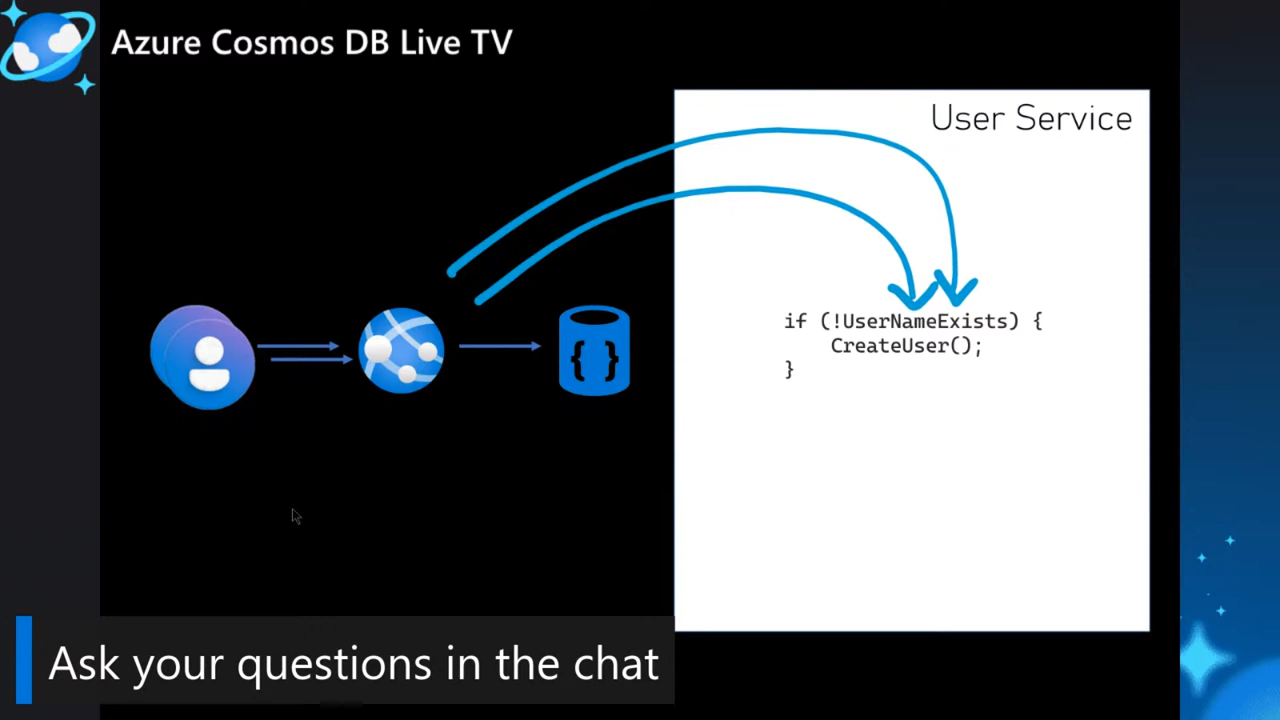 Azure Cosmos DB Live TV
User Service
{ }
if (!UserNameExists) {
CreateUser();
}
Ask your questions in the chat